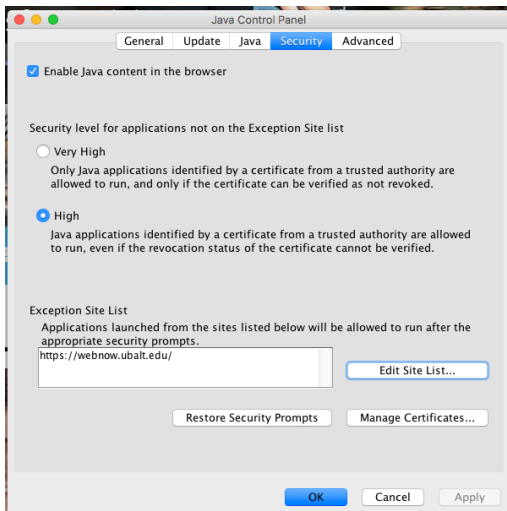 Java Control Panel
General Update Java Security Advanced
Enable Java content in the browser
Security level for applications not on the Exception Site list
Very High
Only Java applications identified by a certificate from a trusted authority are
allowed to run, and only if the certificate can be verified as not revoked.
High
Java applications identified by a certificate from a trusted authority are allowed
to run, even if the revocation status of the certificate cannot be verified.
Exception Site List
Applications launched from the sites listed below will be allowed to run after the
appropriate security prompts.
https://webnow.ubalt.edu/
Edit Site List...
Restore Security Prompts Manage Certificates...
OK Cancel Apply